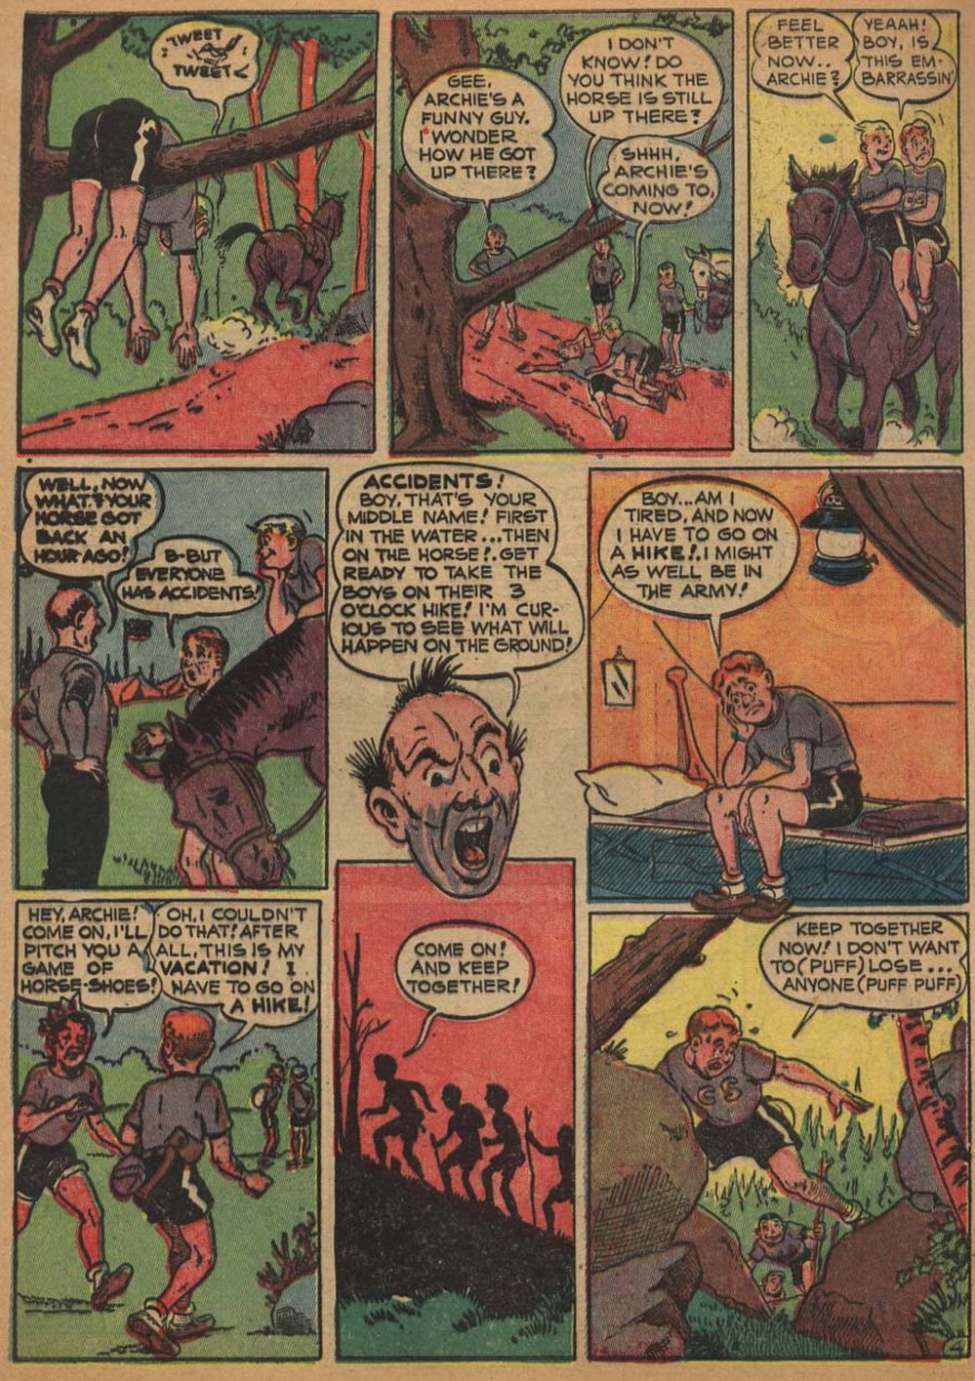 TWEET
TWEET
GEE,
ARCHIE'S A
FUNNY GUY.
I WONDER
HOW HE GOT
UP THERE?
I DON'T
KNOW! DO
YOU THINK THE
HORSE IS STILL
UP THERE?
SHHH,
ARCHIE'S
COMING TO,
NOW!
FEEL
BETTER
NOW..
ARCHIE?
YEAAH!
BOY, IS
THIS EM-
BARRASSIN'
WELL, NOW
WHAT? YOUR
HORSE GOT
BACK AN
HOUR AGO!
B-BUT
EVERYONE
HAS ACCIDENTS!
ACCIDENTS!
BOY, THAT'S YOUR
MIDDLE NAME! FIRST
IN THE WATER...THEN
ON THE HORSE!. GET
READY TO TAKE THE
BOYS ON THEIR 3
O'CLOCK HIKE! I'M CUR-
IOUS TO SEE WHAT WILL
HAPPEN ON THE GROUND!
BOY...AM I
TIRED, AND NOW
I HAVE TO GO ON
A HIKE!. I MIGHT
AS WELL BE IN
THE ARMY!
HEY, ARCHIE!
COME ON, I'LL
PITCH YOU A
GAME OF
HORSE-SHOES!
OH, I COULDN'T
DO THAT! AFTER
ALL, THIS IS MY
VACATION! I
HAVE TO GO ON
A HIKE!
COME ON!
AND KEEP
TOGETHER!
KEEP TOGETHER
NOW! I DON'T WANT
TO (PUFF) LOSE...
ANYONE (PUFF PUFF)
CS
4